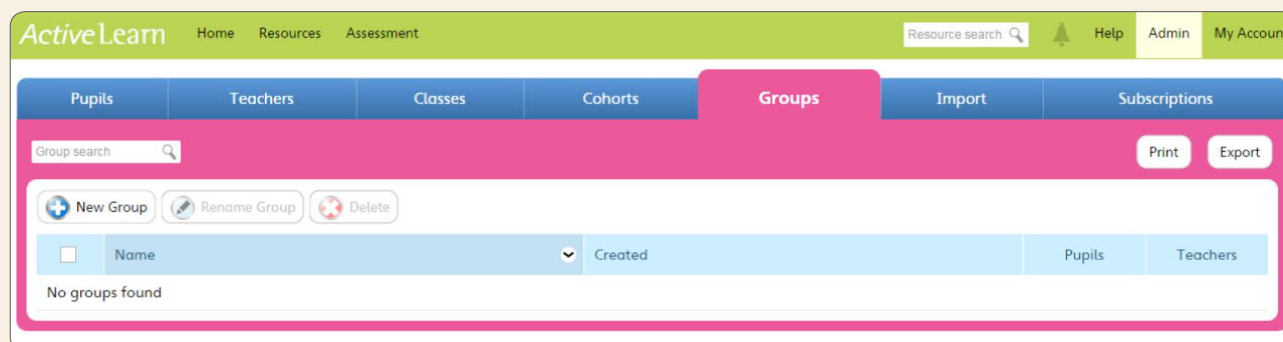 ActiveLearn Home Resources Assessment Resource search Help Admin My Accoun
Pupils Teachers Classes Cohorts Groups Import Subscriptions
Group search Print Export
New Group Rename Group Delete
Name Created Pupils Teachers
No groups found